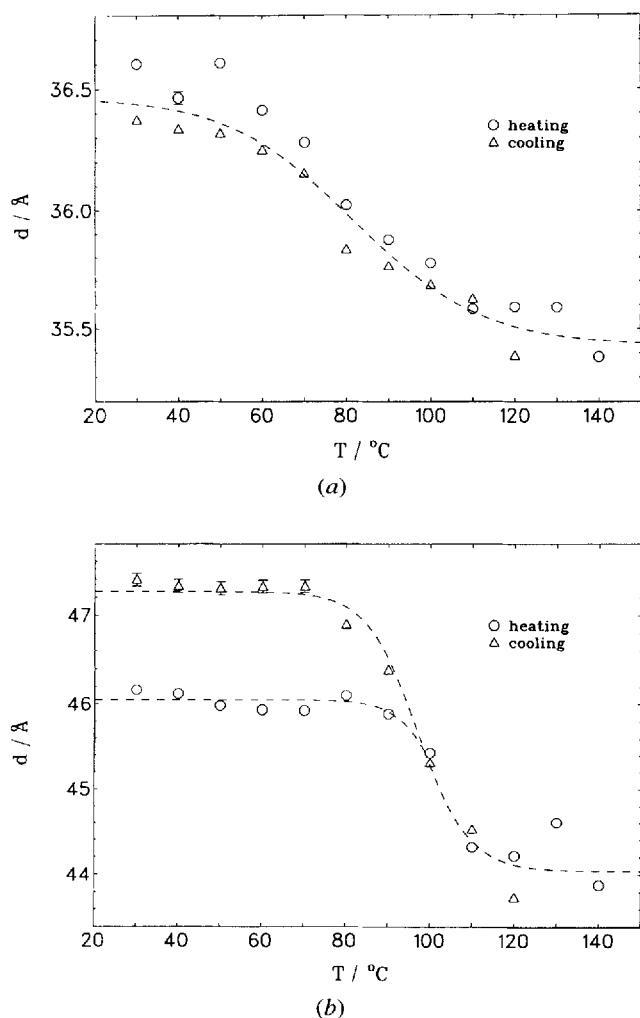 36.5
36.0
35.5
d / Å
○ heating
△ cooling
20 40 60 80 100 120 140
T / °C
(a)
47
46
45
44
d / Å
○ heating
△ cooling
20 40 60 80 100 120 140
T / °C
(b)